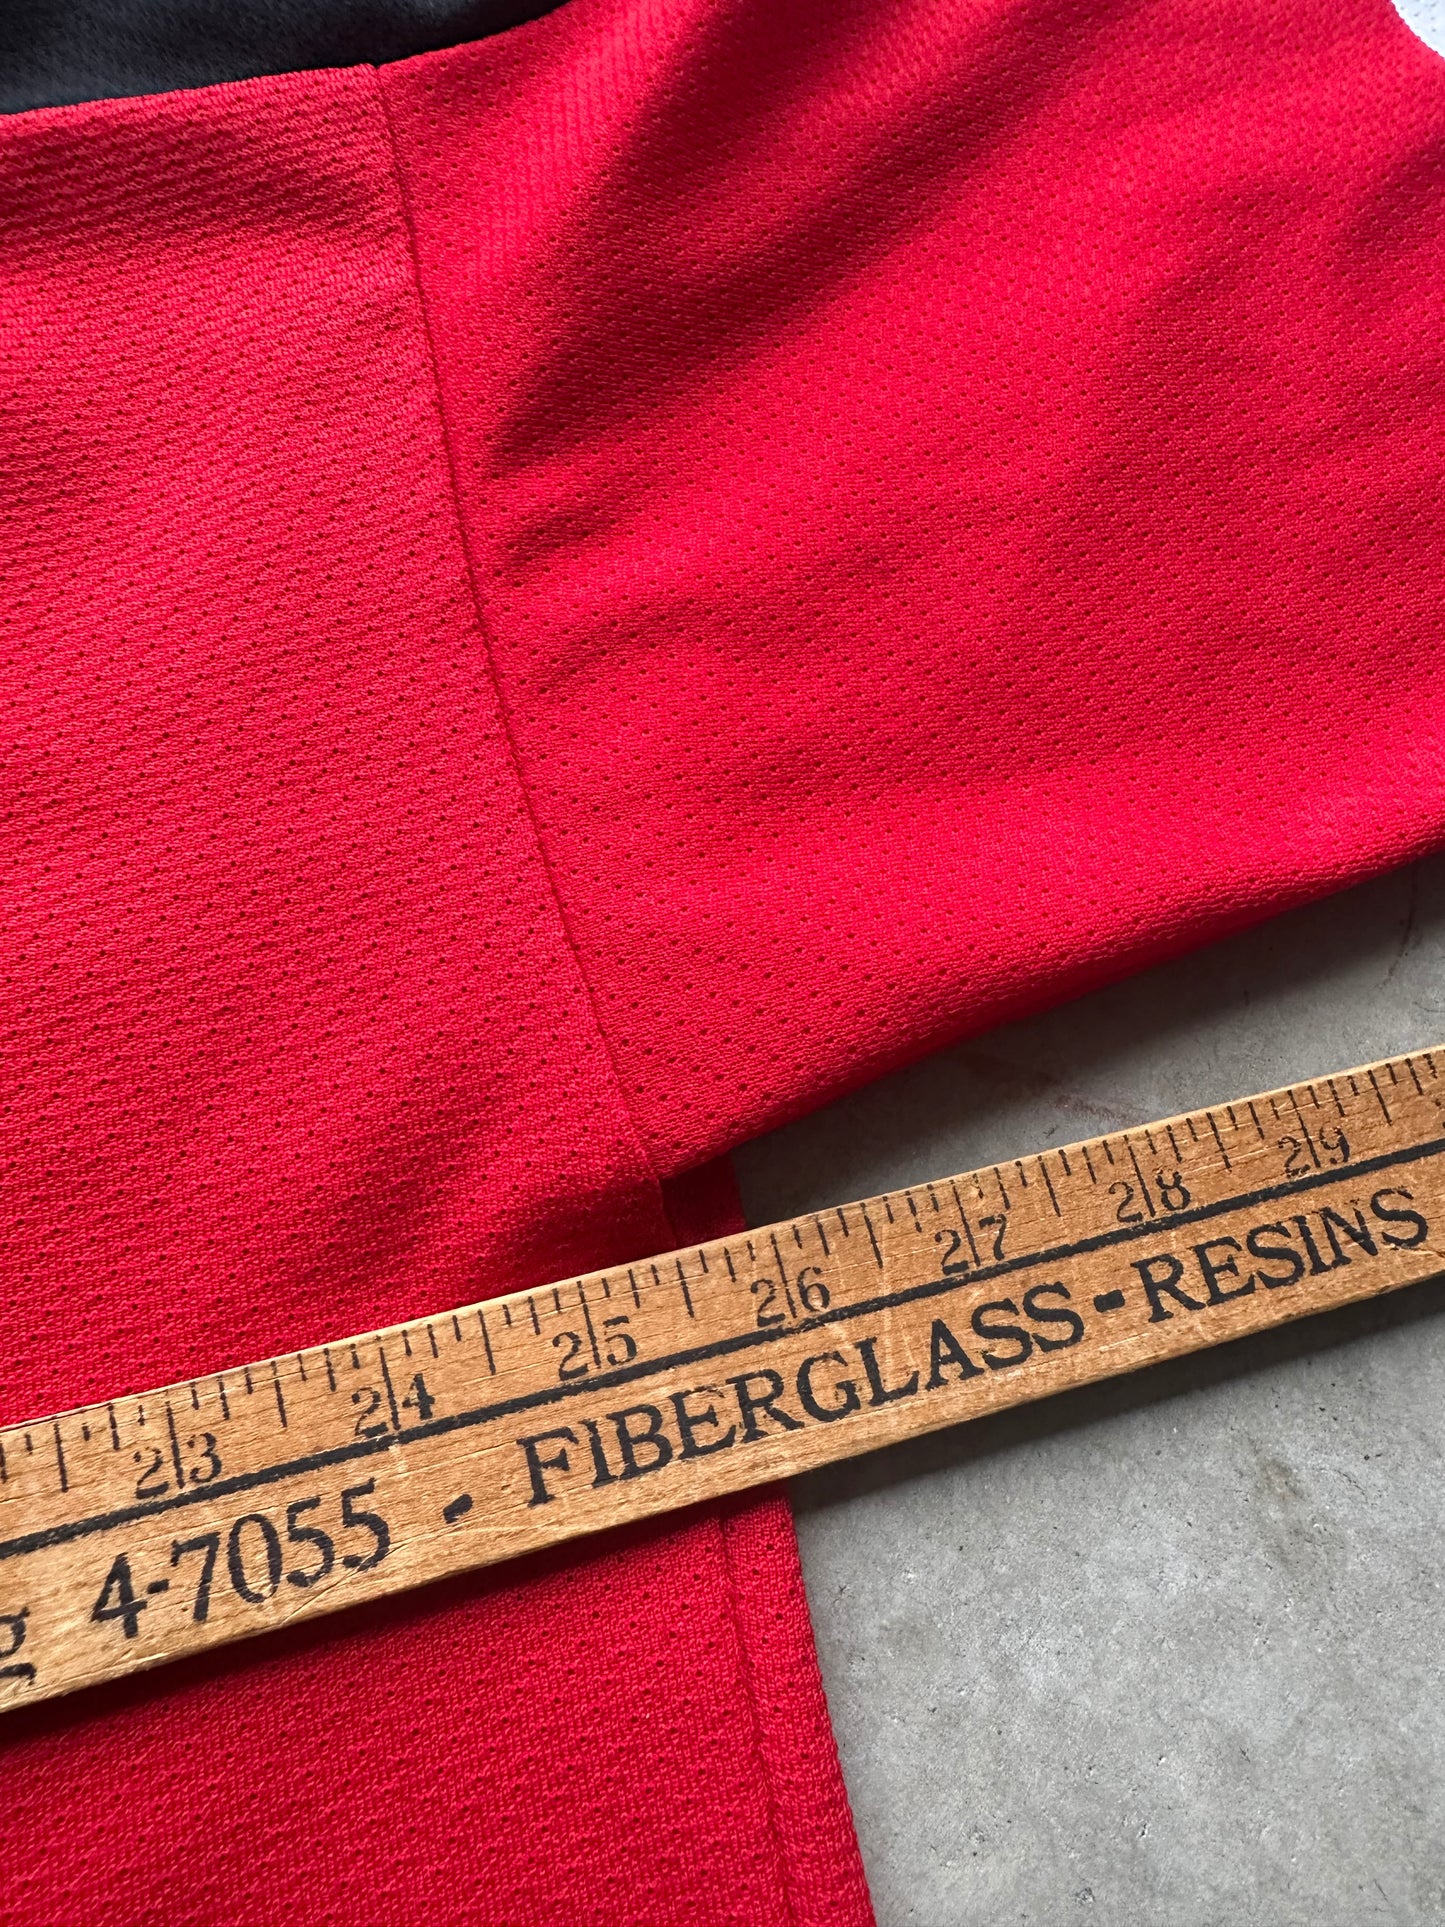 23 24 25 26 27 28 29
4-7055 - FIBERGLASS-RESINS